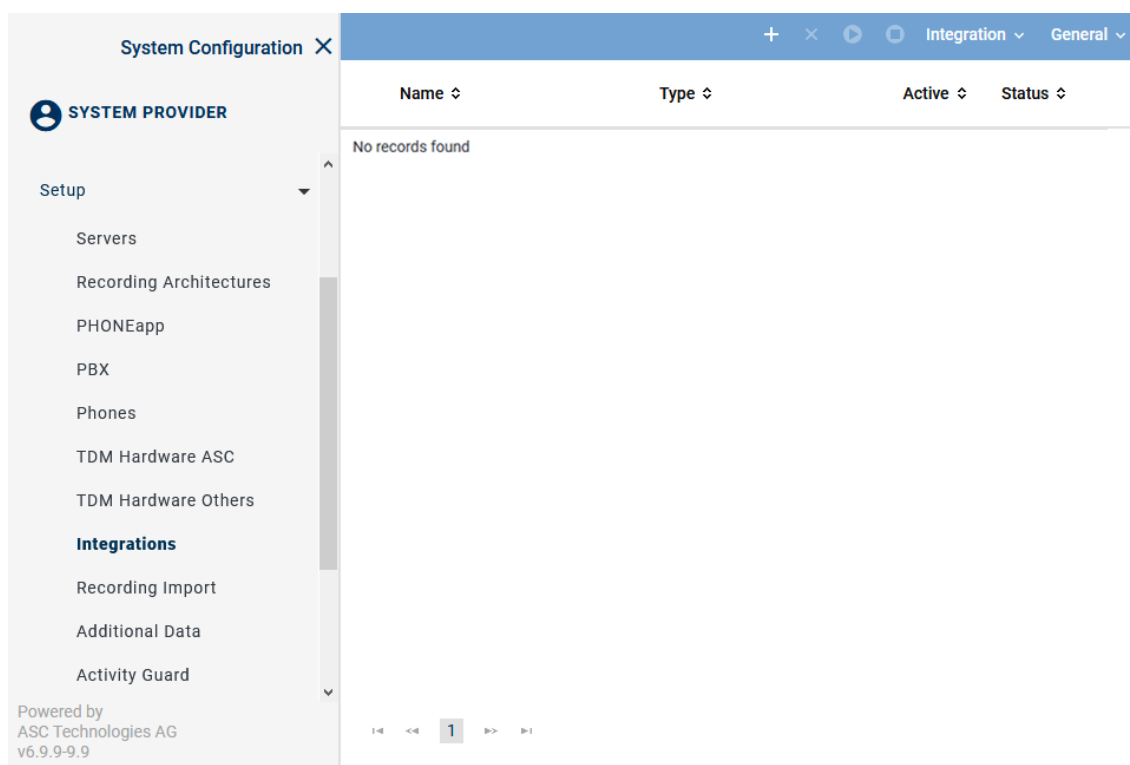 System Configuration
SYSTEM PROVIDER
Setup
Servers
Recording Architectures
PHONEapp
PBX
Phones
TDM Hardware ASC
TDM Hardware Others
Integrations
Recording Import
Additional Data
Activity Guard
Powered by
ASC Technologies AG
v6.9.9-9.9
Integration General
Name Type Active Status
No records found
1